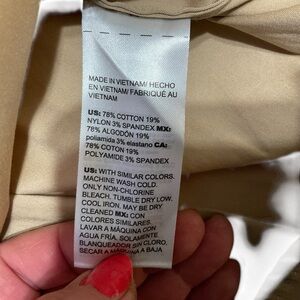 MADE IN VIETNAM/ HECHO
EN VIETNAM/ FABRIQUÉ AU
VIETNAM
US: 78% COTTON 19%
NYLON 3% SPANDEX MX:
78% ALGODÓN 19%
poliamida 3% elastano CA:
78% COTON 19%
POLYAMIDE 3% SPANDEX
US: WITH SIMILAR COLORS.
MACHINE WASH COLD.
ONLY NON-CHLORINE
BLEACH. TUMBLE DRY LOW.
COOL IRON. MAY BE DRY
CLEANED MX: CON
COLORES SIMILARES.
LAVAR A MÁQUINA CON
AGUA FRÍA. SOLAMENTE
BLANQUEADOR SIN CLORO.
SECAR A MÁQUINA A BAJA